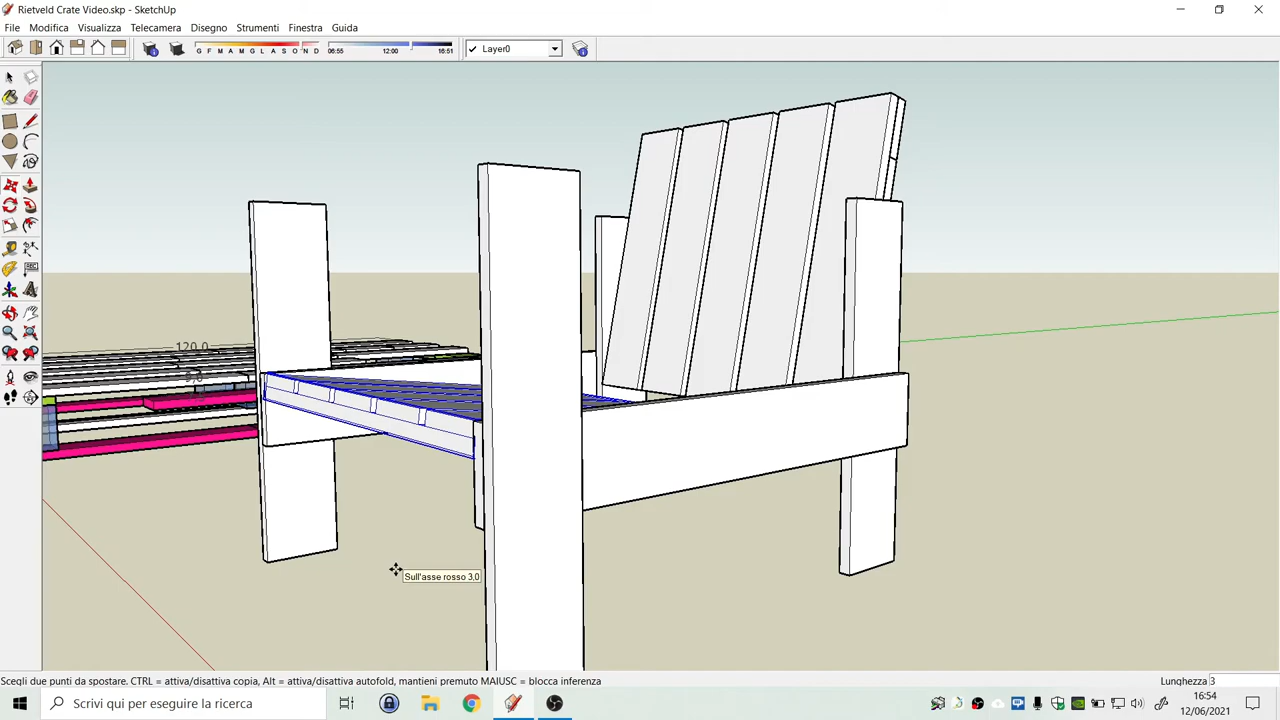 Rietveld Crate Video.skp - SketchUp
File Modifica Visualizza Telecamera Disegno Strumenti Finestra Guida
G F M A M G L A S O N D
06:55 12:00 16:51
Layer0
ABC
120,0
Sull'asse rosso 3,0
Scegli due punti da spostare. CTRL = attiva/disattiva copia, Alt = attiva/disattiva autofold, mantieni premuto MAIUSC = blocca inferenza
Lunghezza 3
Scrivi qui per eseguire la ricerca
16:54
12/06/2021